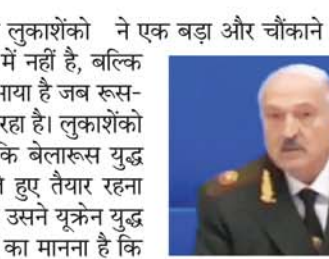 लुकाशेंको ने एक बड़ा और चौंकाने
में नहीं है, बल्कि
आया है जब रूस-
रहा है। लुकाशेंको
कि बेलारूस युद्ध
हुए तैयार रहना
उसने यूक्रेन युद्ध
का मानना है कि